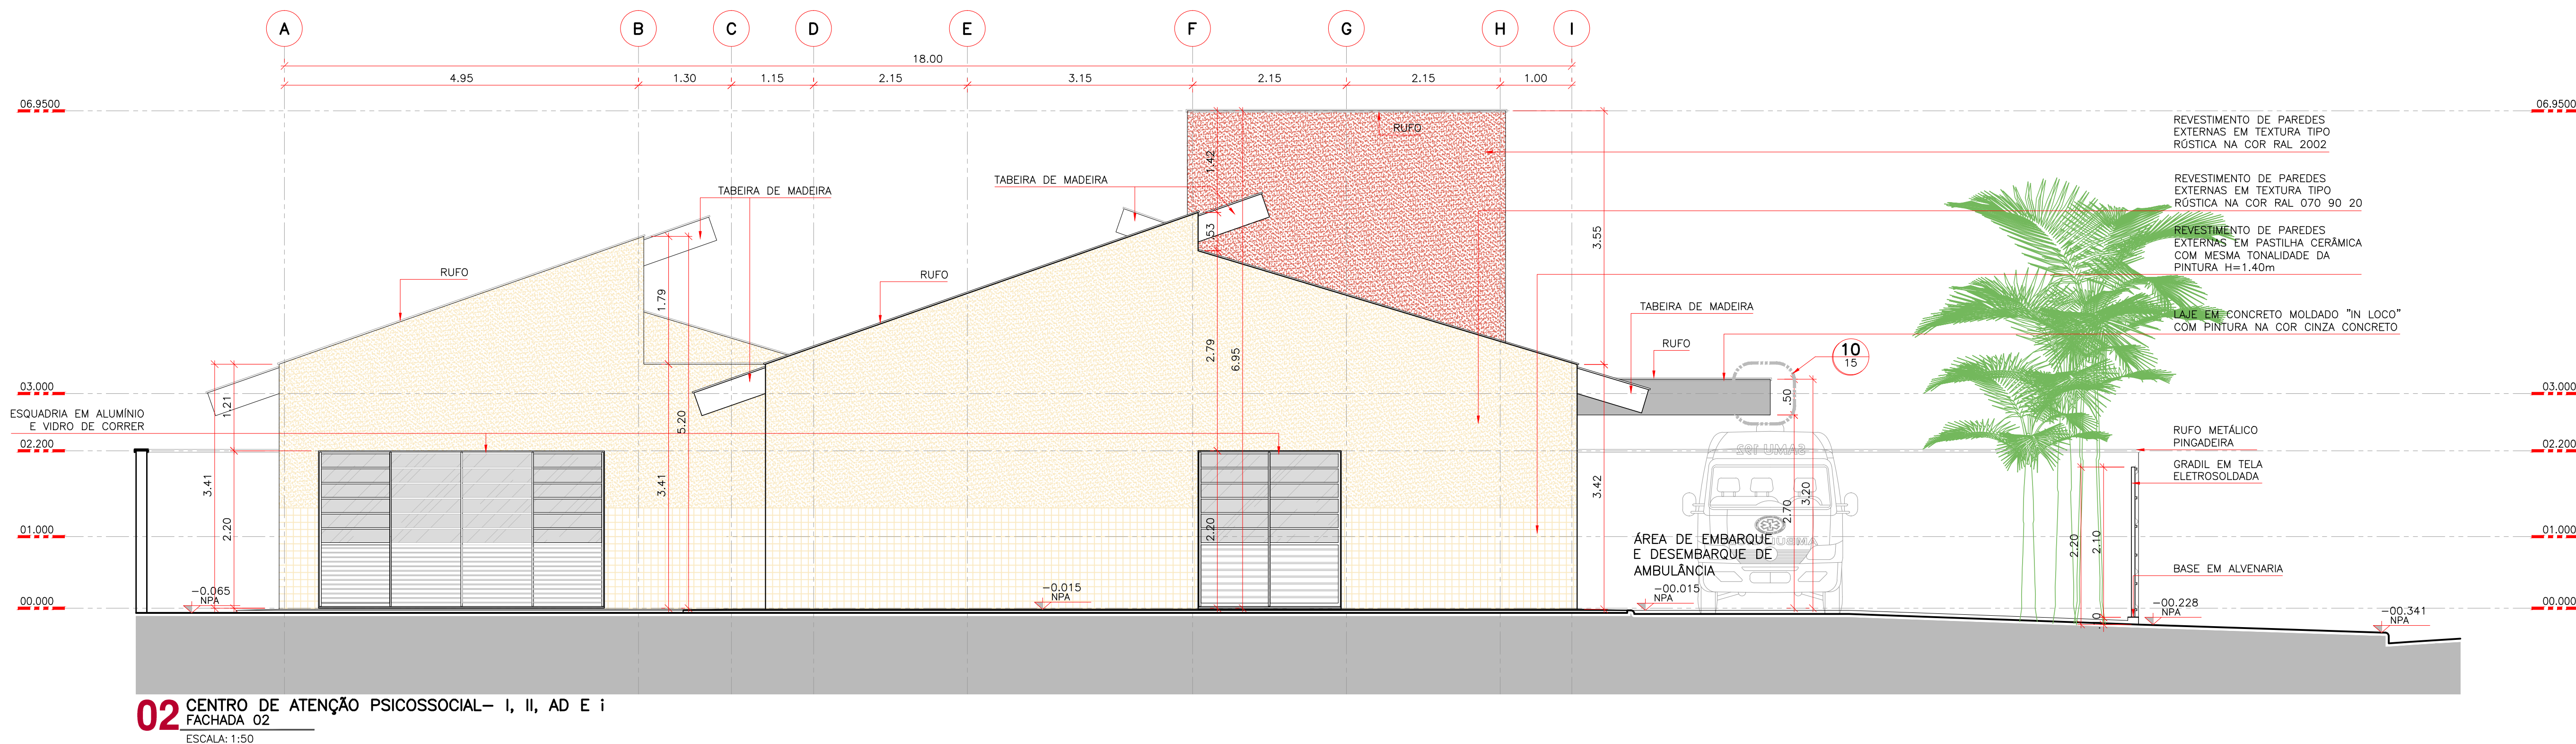 A B C D E F G H I
18.00
4.95 1.30 1.15 2.15 3.15 2.15 2.15 1.00
06.9500 06.9500
REVESTIMENTO DE PAREDES
EXTERNAS EM TEXTURA TIPO
RÚSTICA NA COR RAL 2002
RUFO
1.42
REVESTIMENTO DE PAREDES
EXTERNAS EM TEXTURA TIPO
RÚSTICA NA COR RAL 070 90 20
TABEIRA DE MADEIRA
TABEIRA DE MADEIRA
.53
3.55
REVESTIMENTO DE PAREDES
EXTERNAS EM PASTILHA CERÂMICA
COM MESMA TONALIDADE DA
PINTURA H=1.40m
RUFO
RUFO
1.79
TABEIRA DE MADEIRA
LAJE EM CONCRETO MOLDADO "IN LOCO"
COM PINTURA NA COR CINZA CONCRETO
RUFO
10
15
2.79
6.95
03.000 03.000
1.21
5.20
.50
ESQUADRIA EM ALUMÍNIO
E VIDRO DE CORRER
02.200 02.200
RUFO METÁLICO
PINGADEIRA
SAMU-192
GRADIL EM TELA
ELETROSOLDADA
3.41
3.41
3.42
3.20
2.70
2.20
2.20
2.20
2.10
01.000 01.000
ÁREA DE EMBARQUE
E DESEMBARQUE DE
AMBULÂNCIA
BASE EM ALVENARIA
-0.065
NPA
-0.015
NPA
-00.015
NPA
00.000 00.000
-00.228
NPA
-00.341
NPA
02
CENTRO DE ATENÇÃO PSICOSSOCIAL- I, II, AD E i
FACHADA 02
ESCALA: 1:50